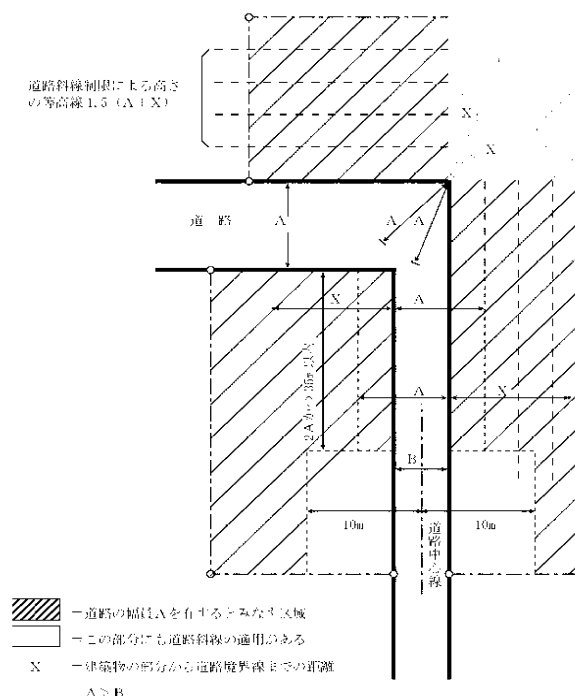 道路斜線制限による高さ
の等高線1.5（A＋X）
X
X
道 路
A
A
A
X
A
2Aかつ35m以内
A
X
B
10m
10m
道路中心線
＝道路の幅員Aを有するとみなす区域
＝この部分にも道路斜線の適用がある
X ＝建築物の部分から道路境界線までの距離
A＞B